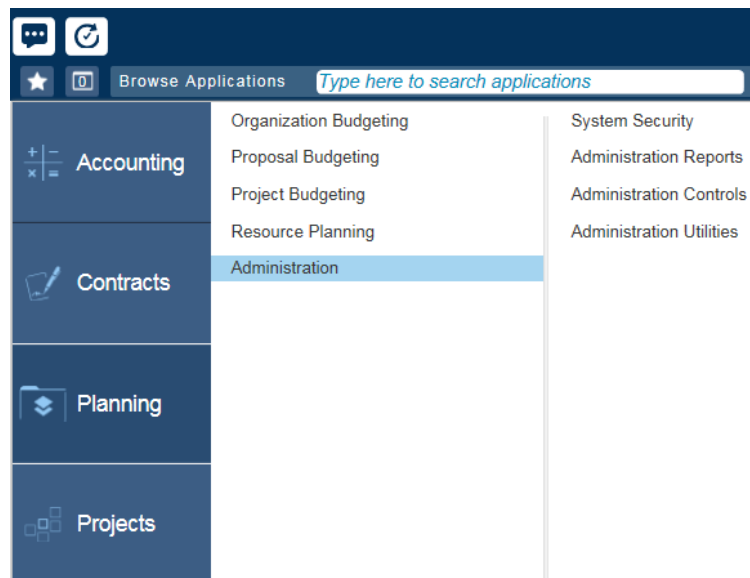 0
Browse Applications
Type here to search applications
Accounting
Contracts
Planning
Projects
Organization Budgeting
Proposal Budgeting
Project Budgeting
Resource Planning
Administration
System Security
Administration Reports
Administration Controls
Administration Utilities